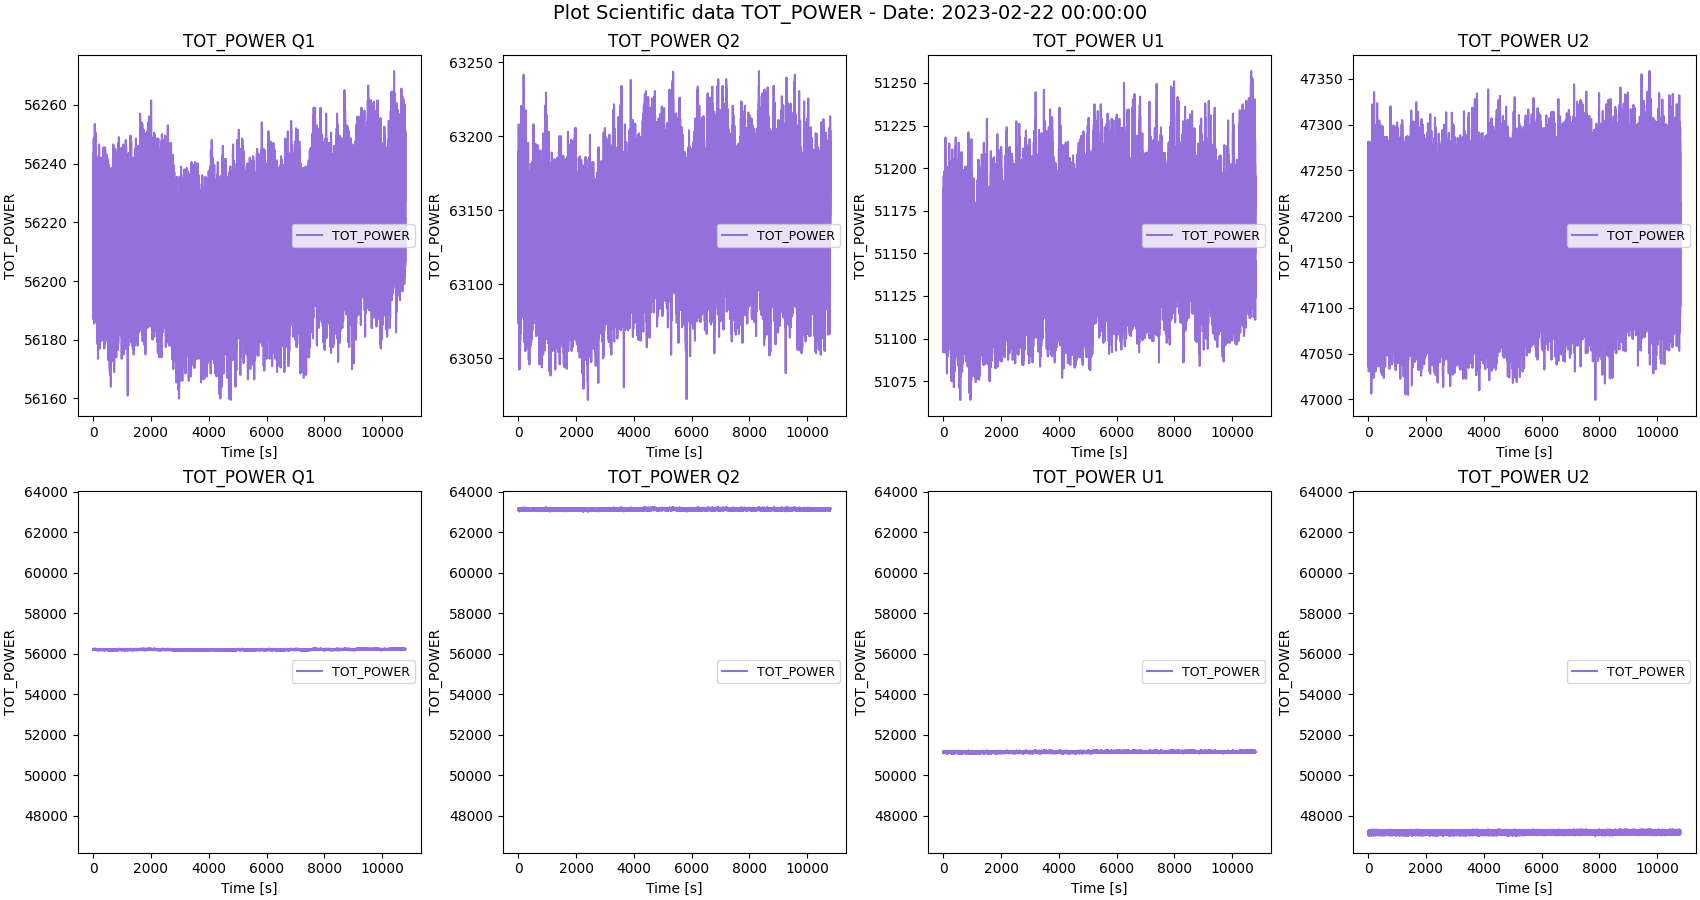 Plot Scientific data TOT_POWER - Date: 2023-02-22 00:00:00
TOT_POWER Q1
TOT_POWER
56260
56240
56220
56200
56180
56160
TOT_POWER
0 2000 4000 6000 8000 10000
Time [s]
TOT_POWER Q2
TOT_POWER
63250
63200
63150
63100
63050
TOT_POWER
0 2000 4000 6000 8000 10000
Time [s]
TOT_POWER U1
TOT_POWER
51250
51225
51200
51175
51150
51125
51100
51075
TOT_POWER
0 2000 4000 6000 8000 10000
Time [s]
TOT_POWER U2
TOT_POWER
47350
47300
47250
47200
47150
47100
47050
47000
TOT_POWER
0 2000 4000 6000 8000 10000
Time [s]
TOT_POWER Q1
TOT_POWER
64000
62000
60000
58000
56000
54000
52000
50000
48000
TOT_POWER
0 2000 4000 6000 8000 10000
Time [s]
TOT_POWER Q2
TOT_POWER
64000
62000
60000
58000
56000
54000
52000
50000
48000
TOT_POWER
0 2000 4000 6000 8000 10000
Time [s]
TOT_POWER U1
TOT_POWER
64000
62000
60000
58000
56000
54000
52000
50000
48000
TOT_POWER
0 2000 4000 6000 8000 10000
Time [s]
TOT_POWER U2
TOT_POWER
64000
62000
60000
58000
56000
54000
52000
50000
48000
TOT_POWER
0 2000 4000 6000 8000 10000
Time [s]